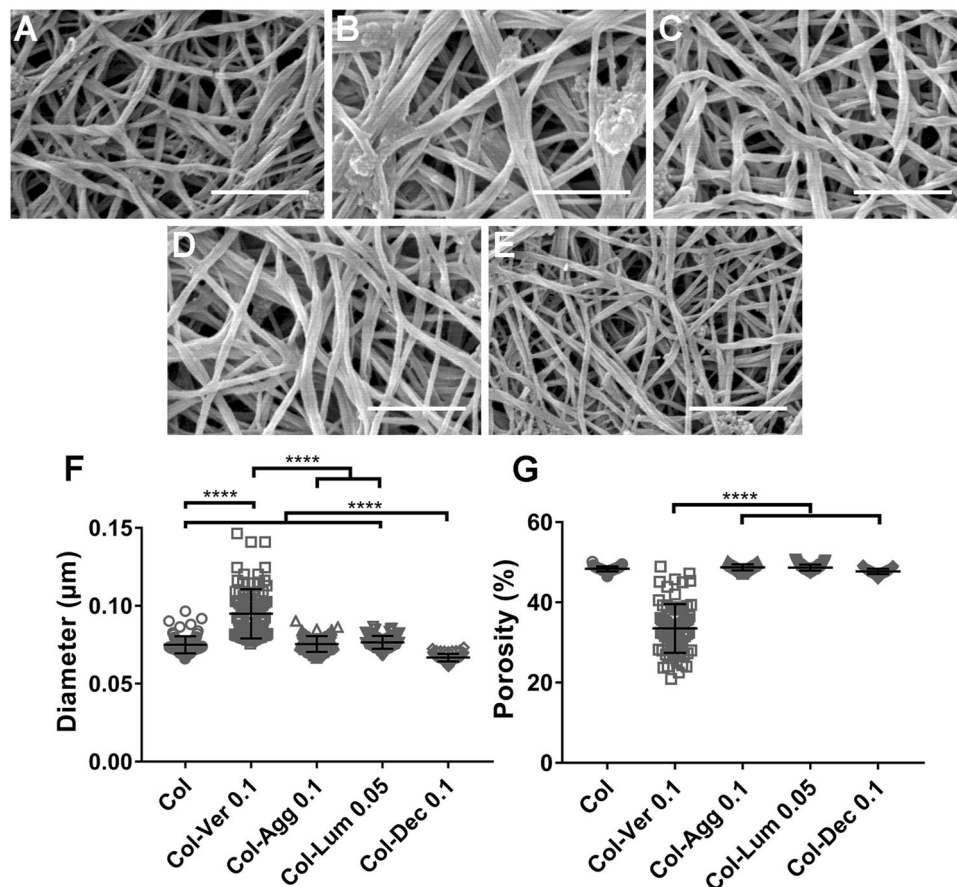 A
B
C
D
E
F
****
****
****
Diameter (µm)
0.15
0.10
0.05
0.00
Col
Col-Ver 0.1
Col-Agg 0.1
Col-Lum 0.05
Col-Dec 0.1
G
****
Porosity (%)
60
40
20
0
Col
Col-Ver 0.1
Col-Agg 0.1
Col-Lum 0.05
Col-Dec 0.1